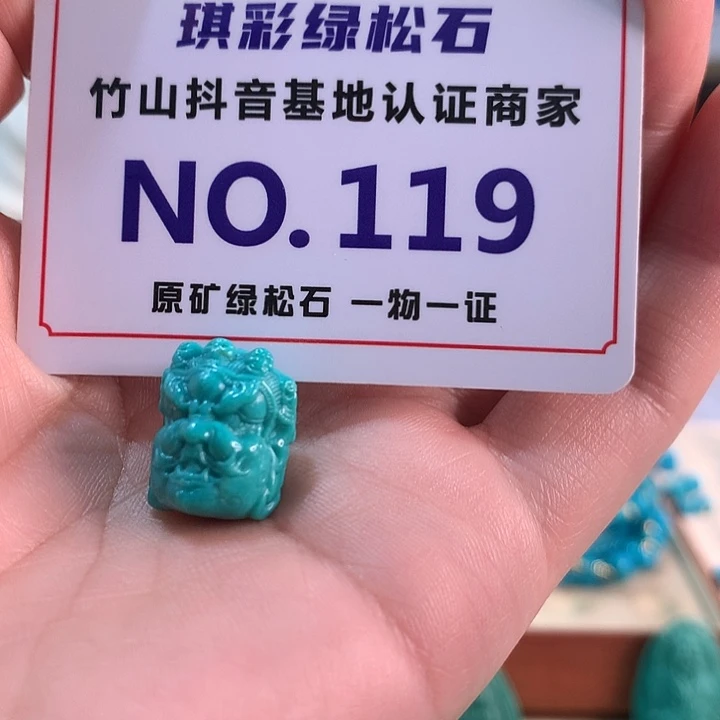 琪彩绿松石
竹山抖音基地认证商家
NO. 119
原矿绿松石 一物一证